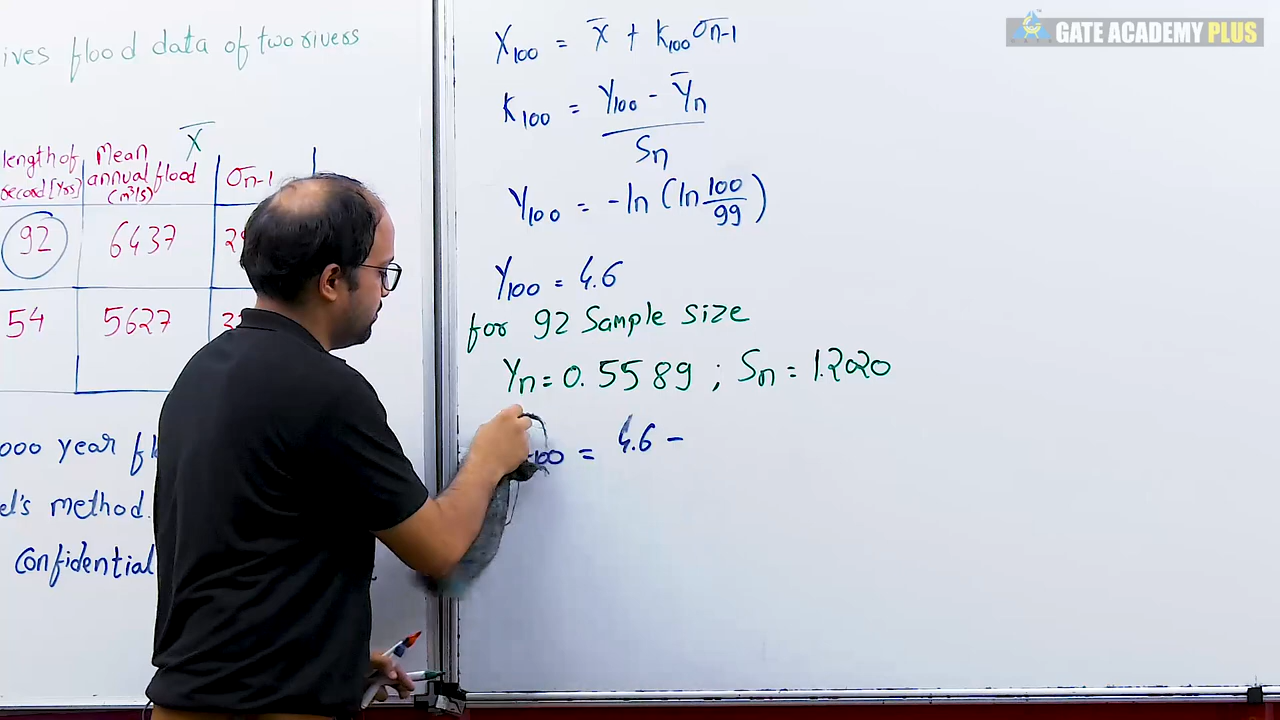 GATE ACADEMY PLUS
ives flood data of two rivers
length of record [Yrs] Mean annual flood (m³/s) X̄ σn-1
92 6437 2
54 5627 3
000 year fl
el's method.
Confidential
X100 = x̄ + K100 σn-1
K100 = Y100 - Ȳn / Sn
Y100 = -ln (ln 100/99)
Y100 = 4.6
for 92 Sample size
Yn = 0.5589 ; Sn = 1.2020
100 = 4.6 -